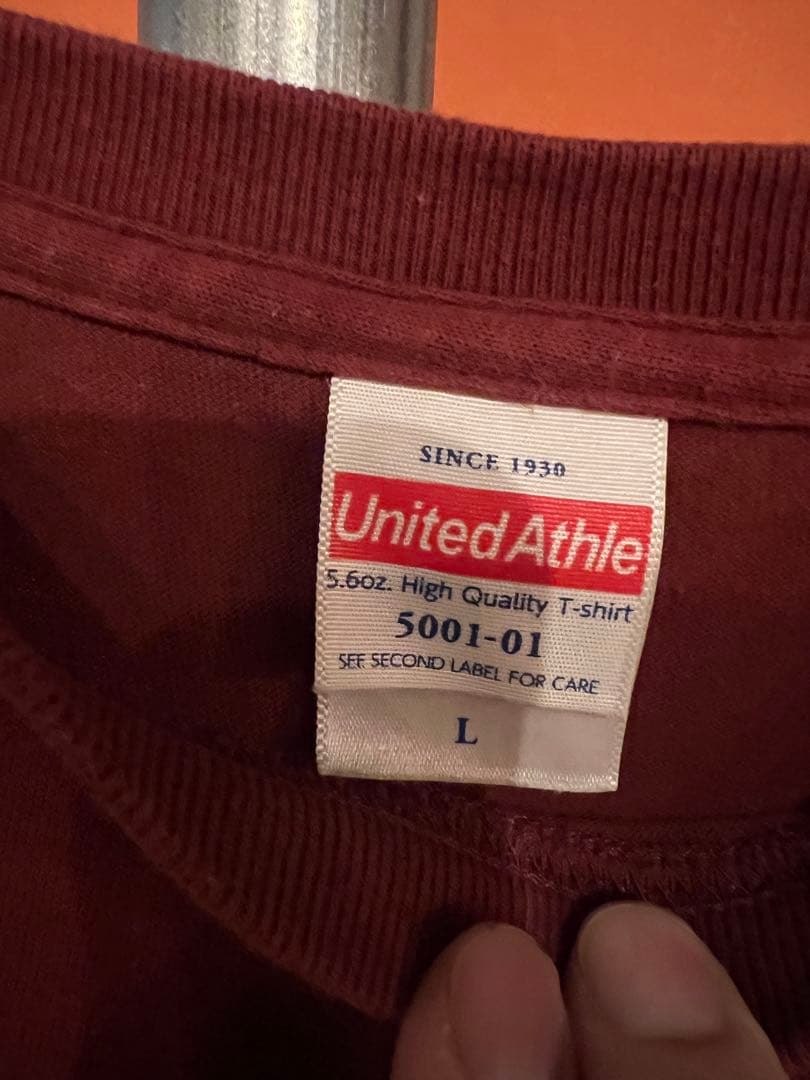 SINCE 1930
United Athle
5.6oz. High Quality T-shirt
5001-01
SEE SECOND LABEL FOR CARE
L